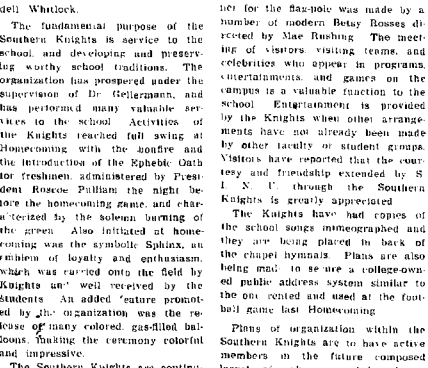 dell Whitlock.
The fundamental purpose of the
Southern Knights is service to the
school, and developing and preserv-
ing worthy school traditions. The
organization has prospered under the
supervision of Dr Gellermann, and
has performed many valuable ser-
vices to the school Activities of
the Knights reached full swing at
Homecoming with the bonfire and
the introduction of the Ephebic Oath
for freshmen, administered by Presi-
dent Roscoe Pulliam the night be-
fore the homecoming game, and char-
acterized by the solemn burning of
the green Also initiated at home-
coming was the symbolic Sphinx, an
emblem of loyalty and enthusiasm,
which was carried onto the field by
Knights and well received by the
students An added feature promot-
ed by the organization was the re-
lease of many colored, gas-filled bal-
loons, making the ceremony colorful
and impressive.
The Southern Knights are continu-
ner for the flag-pole was made by a
number of modern Betsy Rosses di-
rected by Mae Rushing The meet-
ing of visitors, visiting teams, and
celebrities who appear in programs,
entertainments, and games on the
campus is a valuable function to the
school Entertainment is provided
by the Knights when other arrange-
ments have not already been made
by other faculty or student groups.
Visitors have reported that the cour-
tesy and friendship extended by S
I. N. U. through the Southern
Knights is greatly appreciated
The Knights have had copies of
the school songs mimeographed and
they are being placed in back of
the chapel hymnals. Plans are also
being made to secure a college-own-
ed public address system similar to
the one rented and used at the foot-
ball game last Homecoming
Plans of organization within the
Southern Knights are to have active
members in the future composed